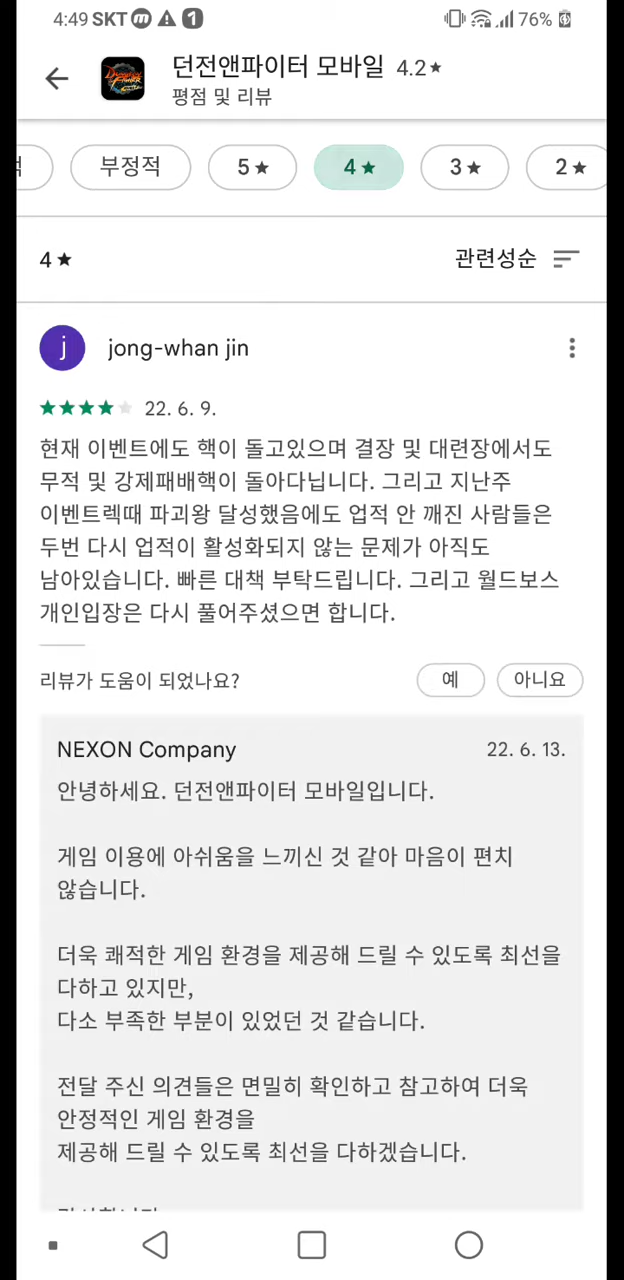 4:49 SKT m 1 76%
던전앤파이터 모바일 4.2★
평점 및 리뷰
부정적 5★ 4★ 3★ 2★
4★ 관련성순
j jong-whan jin
22. 6. 9.
현재 이벤트에도 핵이 돌고있으며 결장 및 대련장에서도
무적 및 강제패배핵이 돌아다닙니다. 그리고 지난주
이벤트렉때 파괴왕 달성했음에도 업적 안 깨진 사람들은
두번 다시 업적이 활성화되지 않는 문제가 아직도
남아있습니다. 빠른 대책 부탁드립니다. 그리고 월드보스
개인입장은 다시 풀어주셨으면 합니다.
리뷰가 도움이 되었나요? 예 아니요
NEXON Company 22. 6. 13.
안녕하세요. 던전앤파이터 모바일입니다.
게임 이용에 아쉬움을 느끼신 것 같아 마음이 편치
않습니다.
더욱 쾌적한 게임 환경을 제공해 드릴 수 있도록 최선을
다하고 있지만,
다소 부족한 부분이 있었던 것 같습니다.
전달 주신 의견들은 면밀히 확인하고 참고하여 더욱
안정적인 게임 환경을
제공해 드릴 수 있도록 최선을 다하겠습니다.